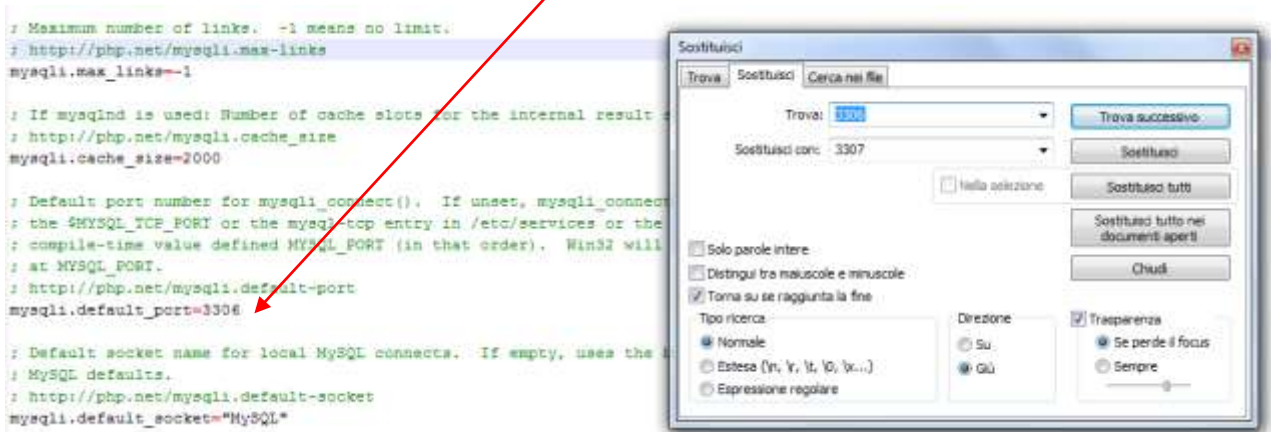 ; Maximum number of links.  -1 means no limit.
; http://php.net/mysqli.max-links
mysqli.max_links=-1
; If mysqlnd is used: Number of cache slots for the internal result
; http://php.net/mysqli.cache_size
mysqli.cache_size=2000
; Default port number for mysqli_connect().  If unset, mysqli_connect
; the $MYSQL_TCP_PORT or the mysql-tcp entry in /etc/services or the
; compile-time value defined MYSQL_PORT (in that order).  Win32 will
; at MYSQL_PORT.
; http://php.net/mysqli.default-port
mysqli.default_port=3306
; Default socket name for local MySQL connects.  If empty, uses the
; MySQL defaults.
; http://php.net/mysqli.default-socket
mysqli.default_socket="MySQL"
Sostituisci
Trova Sostituisci Cerca nei file
Trova: 3306
Trova successivo
Sostituisci con: 3307
Sostituisci
Nella selezione
Sostituisci tutti
Sostituisci tutto nei
documenti aperti
Solo parole intere
Distingui tra maiuscole e minuscole
Chiudi
Torna su se raggiunta la fine
Tipo ricerca
Normale
Estesa (\n, \r, \t, \0, \x...)
Espressione regolare
Direzione
Su
Giù
Trasparenza
Se perde il focus
Sempre